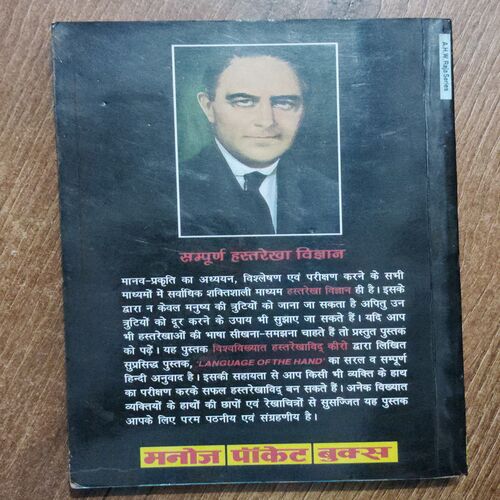 A.H.W. Raja Series
सम्पूर्ण हस्तरेखा विज्ञान
मानव-प्रकृति का अध्ययन, विश्लेषण एवं परीक्षण करने के सभी
माध्यमों में सर्वाधिक शक्तिशाली माध्यम हस्तरेखा विज्ञान ही है। इसके
द्वारा न केवल मनुष्य की त्रुटियों को जाना जा सकता है अपितु उन
त्रुटियों को दूर करने के उपाय भी सुझाए जा सकते हैं। यदि आप
भी हस्तरेखाओं की भाषा सीखना-समझना चाहते हैं तो प्रस्तुत पुस्तक
को पढ़ें। यह पुस्तक विश्वविख्यात हस्तरेखाविद् कीरो द्वारा लिखित
सुप्रसिद्ध पुस्तक, 'LANGUAGE OF THE HAND' का सरल व सम्पूर्ण
हिन्दी अनुवाद है। इसकी सहायता से आप किसी भी व्यक्ति के हाथ
का परीक्षण करके सफल हस्तरेखाविद् बन सकते हैं। अनेक विख्यात
व्यक्तियों के हाथों की छापों एवं रेखाचित्रों से सुसज्जित यह पुस्तक
आपके लिए परम पठनीय एवं संग्रहणीय है।
मनोज पॉकेट बुक्स